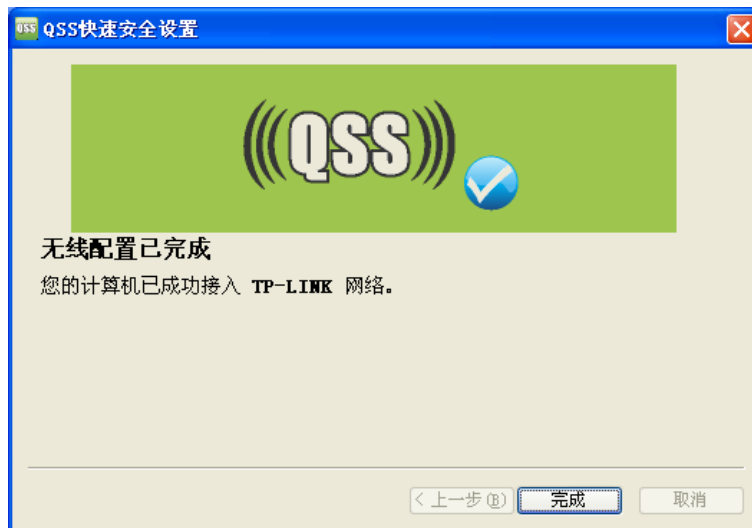 QSS QSS快速安全设置
(((QSS)))
无线配置已完成
您的计算机已成功接入 TP-LINK 网络。
< 上一步(B) 完成 取消